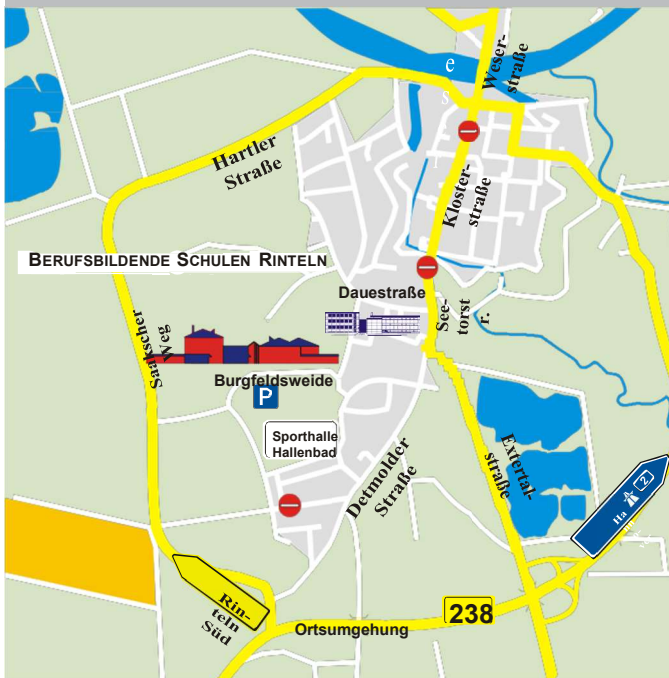 e
s
Weser-
straße
Hartler
Straße
Kloster-
straße
BERUFSBILDENDE SCHULEN RINTELN
Dauestraße
See-
torst
r.
Saakscher
Weg
Burgfeldsweide
P
Sporthalle
Hallenbad
Detmolder
Straße
Extertal-
straße
Ha
2
Rin-
teln
Süd
238
Ortsumgehung